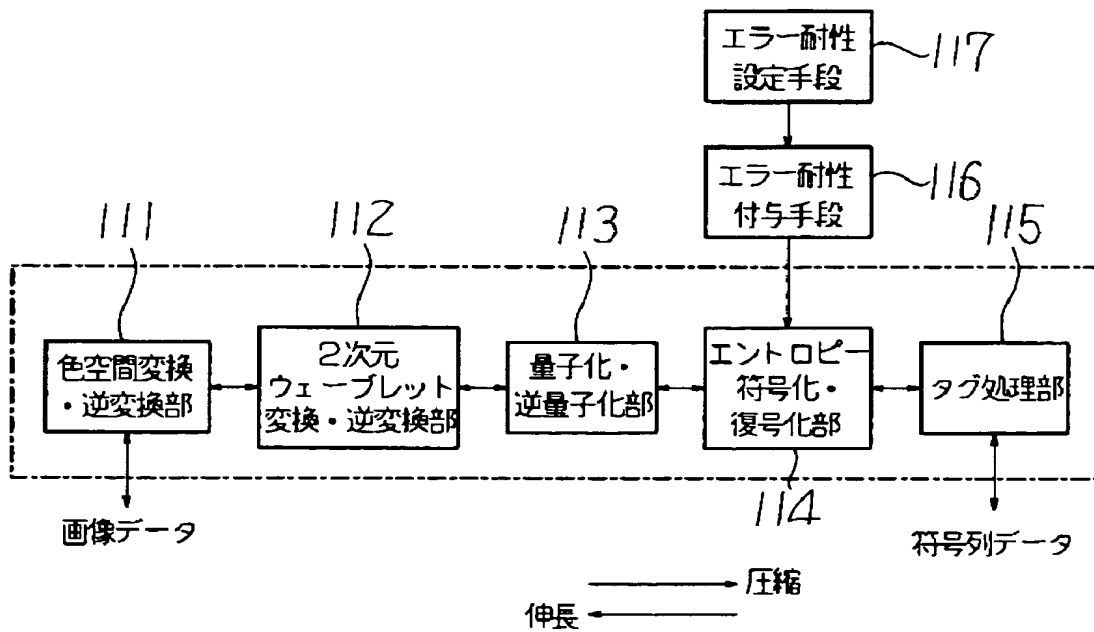 エラー耐性
設定手段
117
エラー耐性
付与手段
116
111
112
113
115
色空間変換
・逆変換部
2次元
ウェーブレット
変換・逆変換部
量子化・
逆量子化部
エントロピー
符号化・
復号化部
タグ処理部
114
画像データ
符号列データ
圧縮
伸長